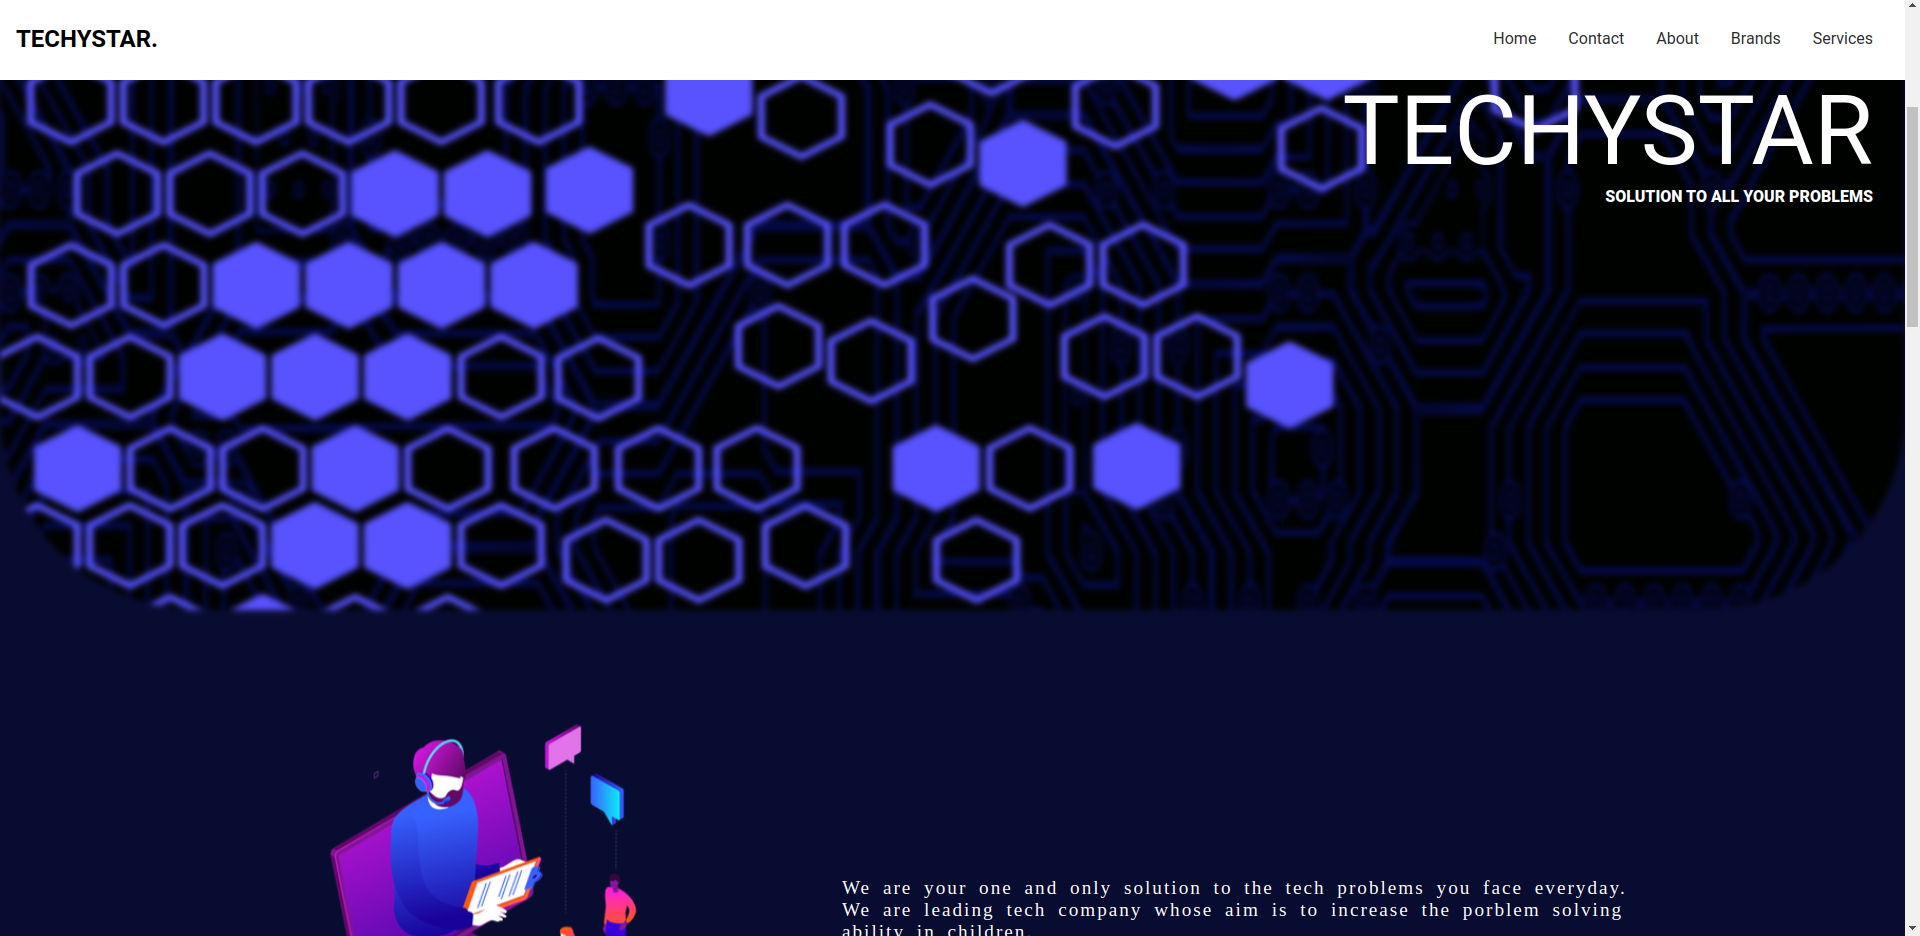 TECHYSTAR.
Home Contact About Brands Services
TECHYSTAR
SOLUTION TO ALL YOUR PROBLEMS
We are your one and only solution to the tech problems you face everyday.
We are leading tech company whose aim is to increase the porblem solving
ability in children.